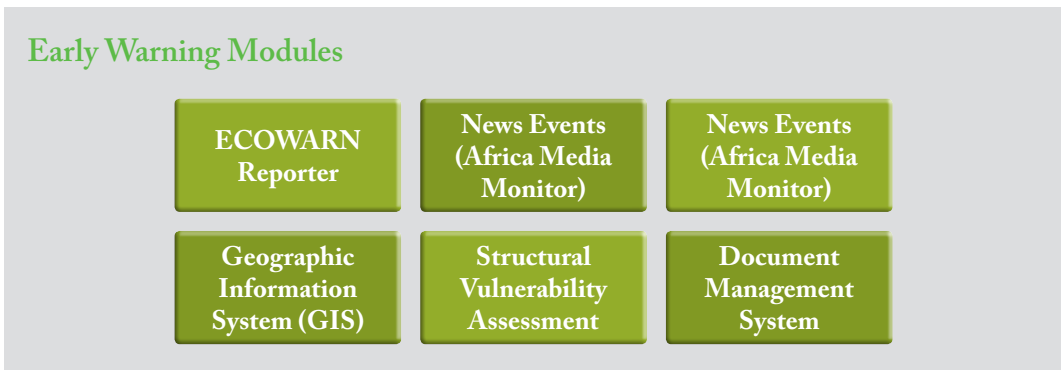 Early Warning Modules
ECOWARN
Reporter
News Events
(Africa Media
Monitor)
News Events
(Africa Media
Monitor)
Geographic
Information
System (GIS)
Structural
Vulnerability
Assessment
Document
Management
System